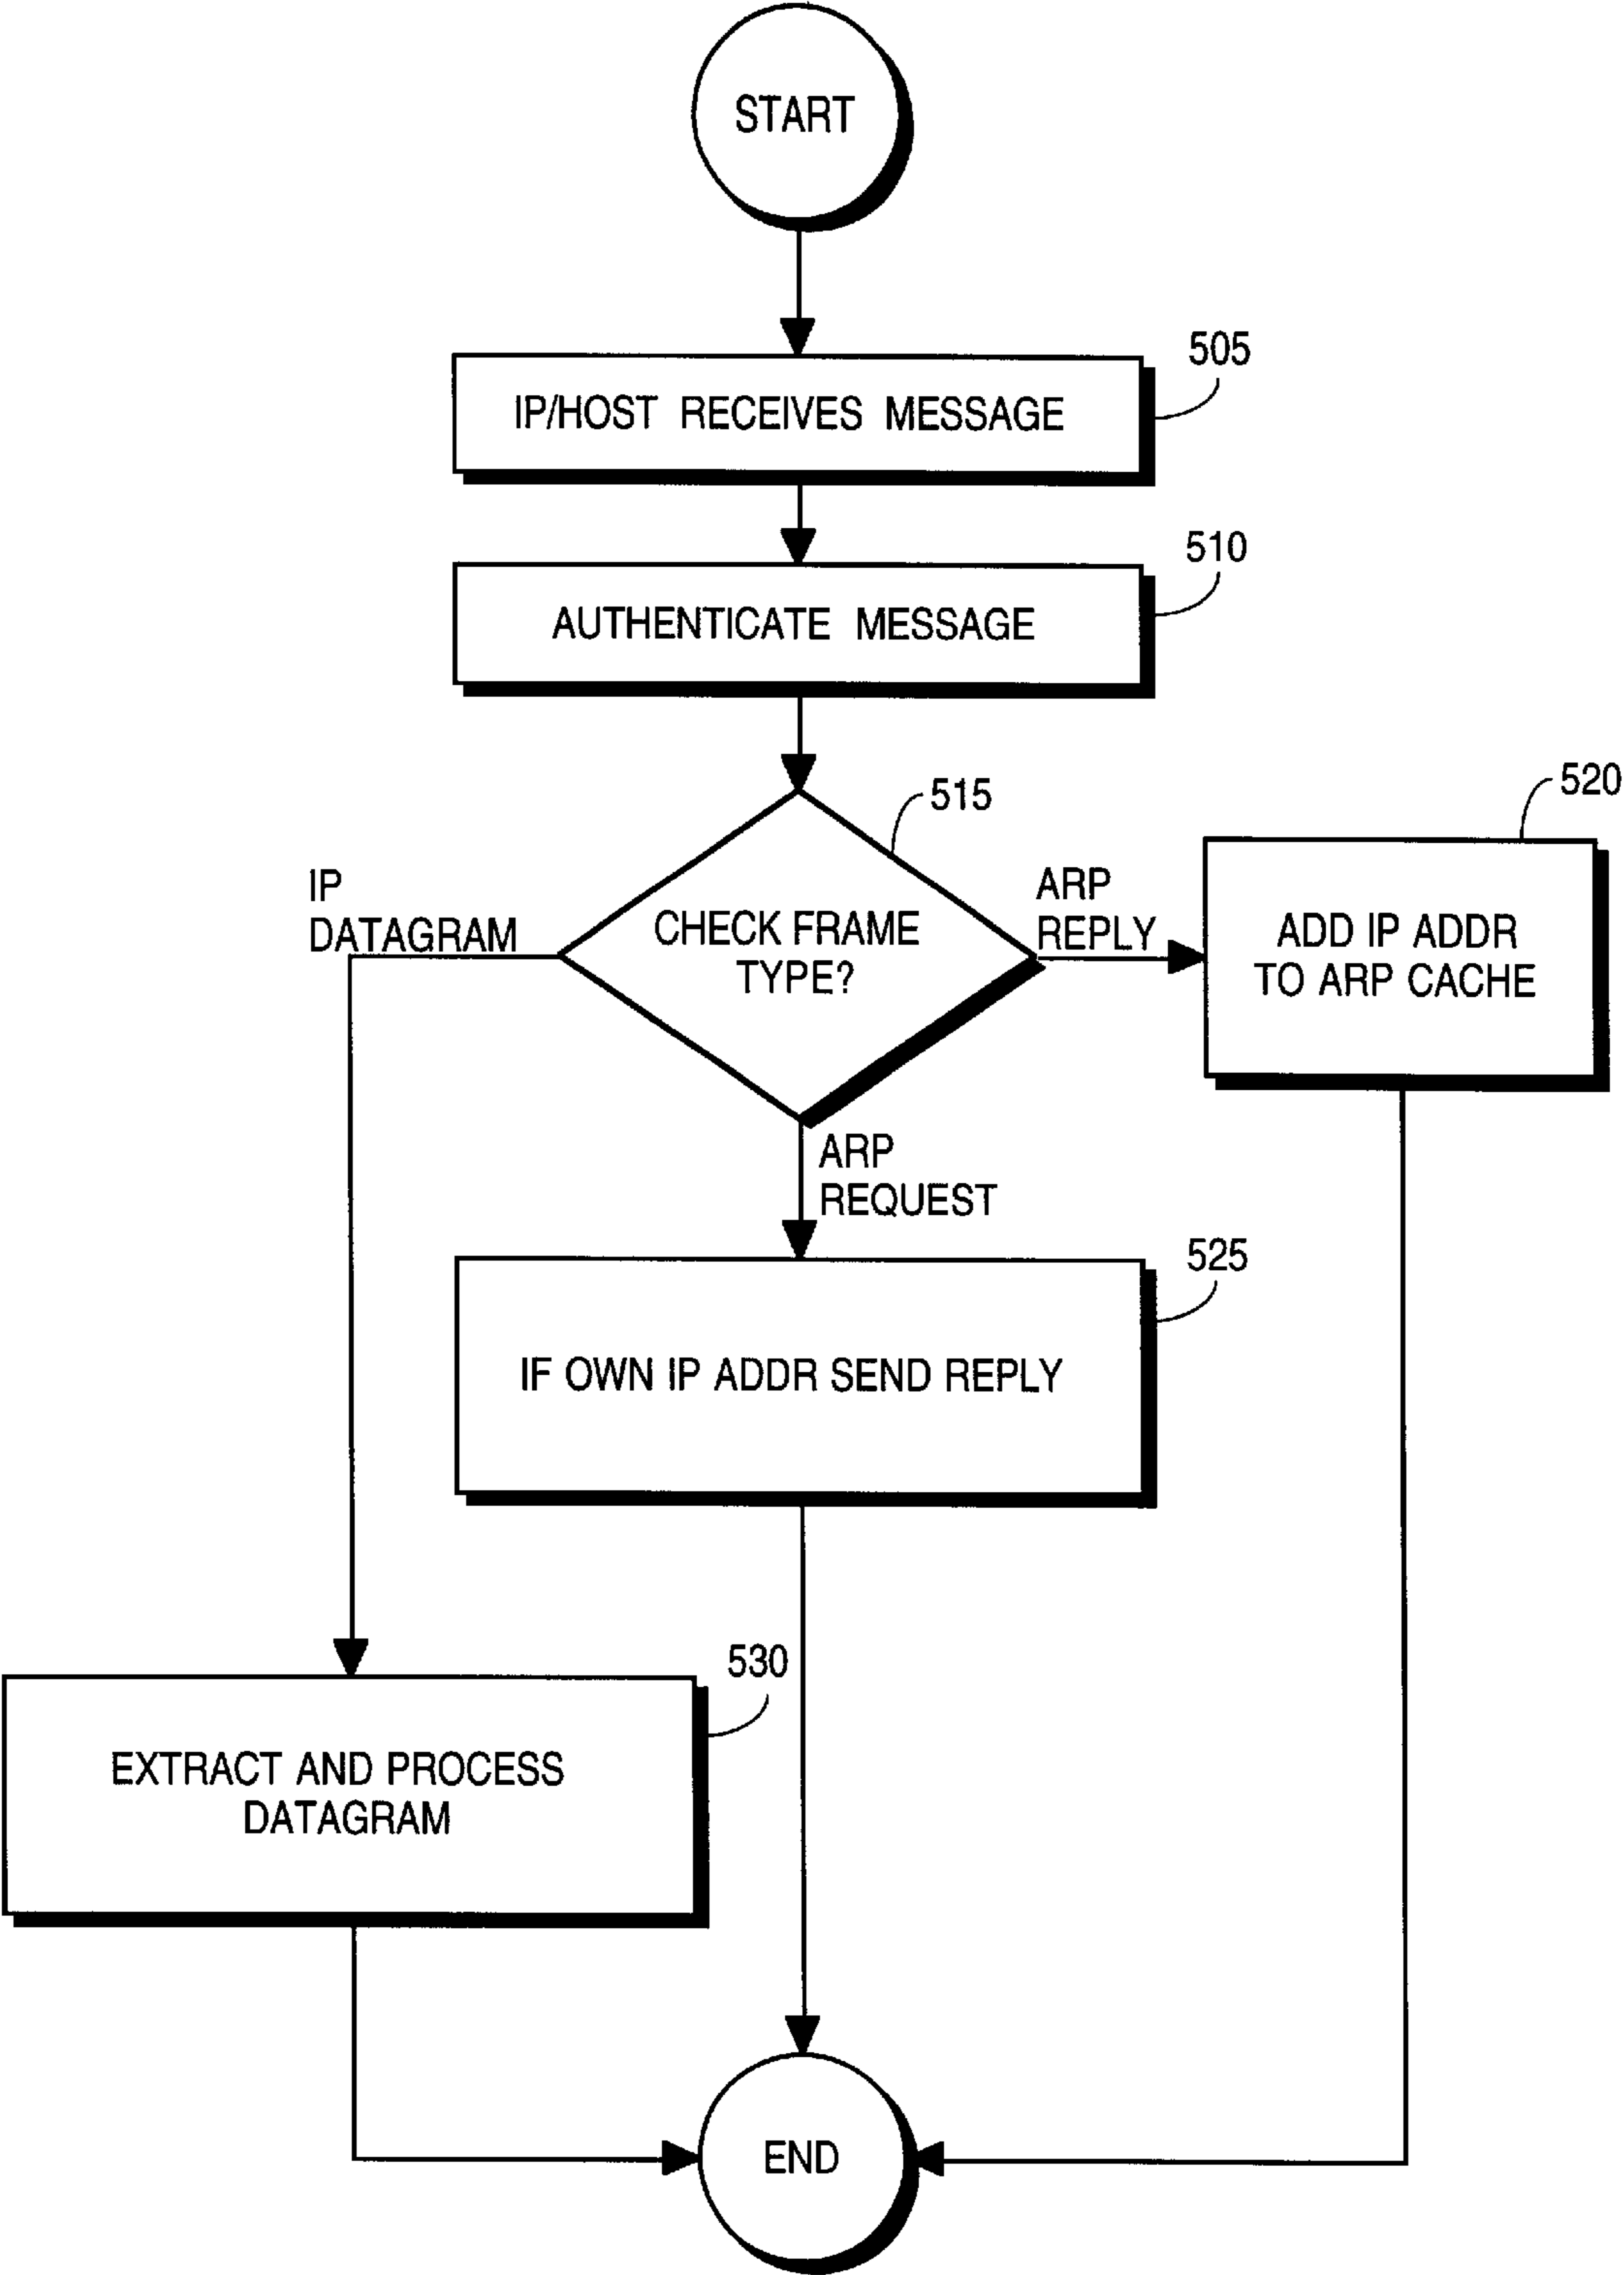 START
505
IP/HOST RECEIVES MESSAGE
510
AUTHENTICATE MESSAGE
515
520
IP
DATAGRAM
CHECK FRAME
TYPE?
ARP
REPLY
ADD IP ADDR
TO ARP CACHE
ARP
REQUEST
525
IF OWN IP ADDR SEND REPLY
530
EXTRACT AND PROCESS
DATAGRAM
END